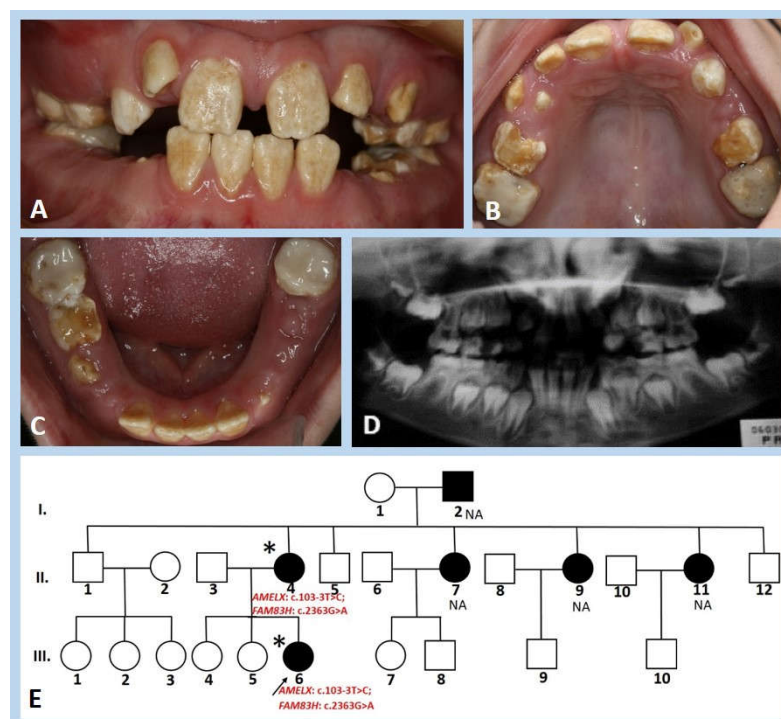 A
B
C
D
I.
1
2 NA
*
II.
1 2 3 4 5 6 7 8 9 10 11 12
NA NA NA
AMELX: c.103-3T>C;
FAM83H: c.2363G>A
*
III.
1 2 3 4 5 6 7 8 9 10
AMELX: c.103-3T>C;
FAM83H: c.2363G>A
E